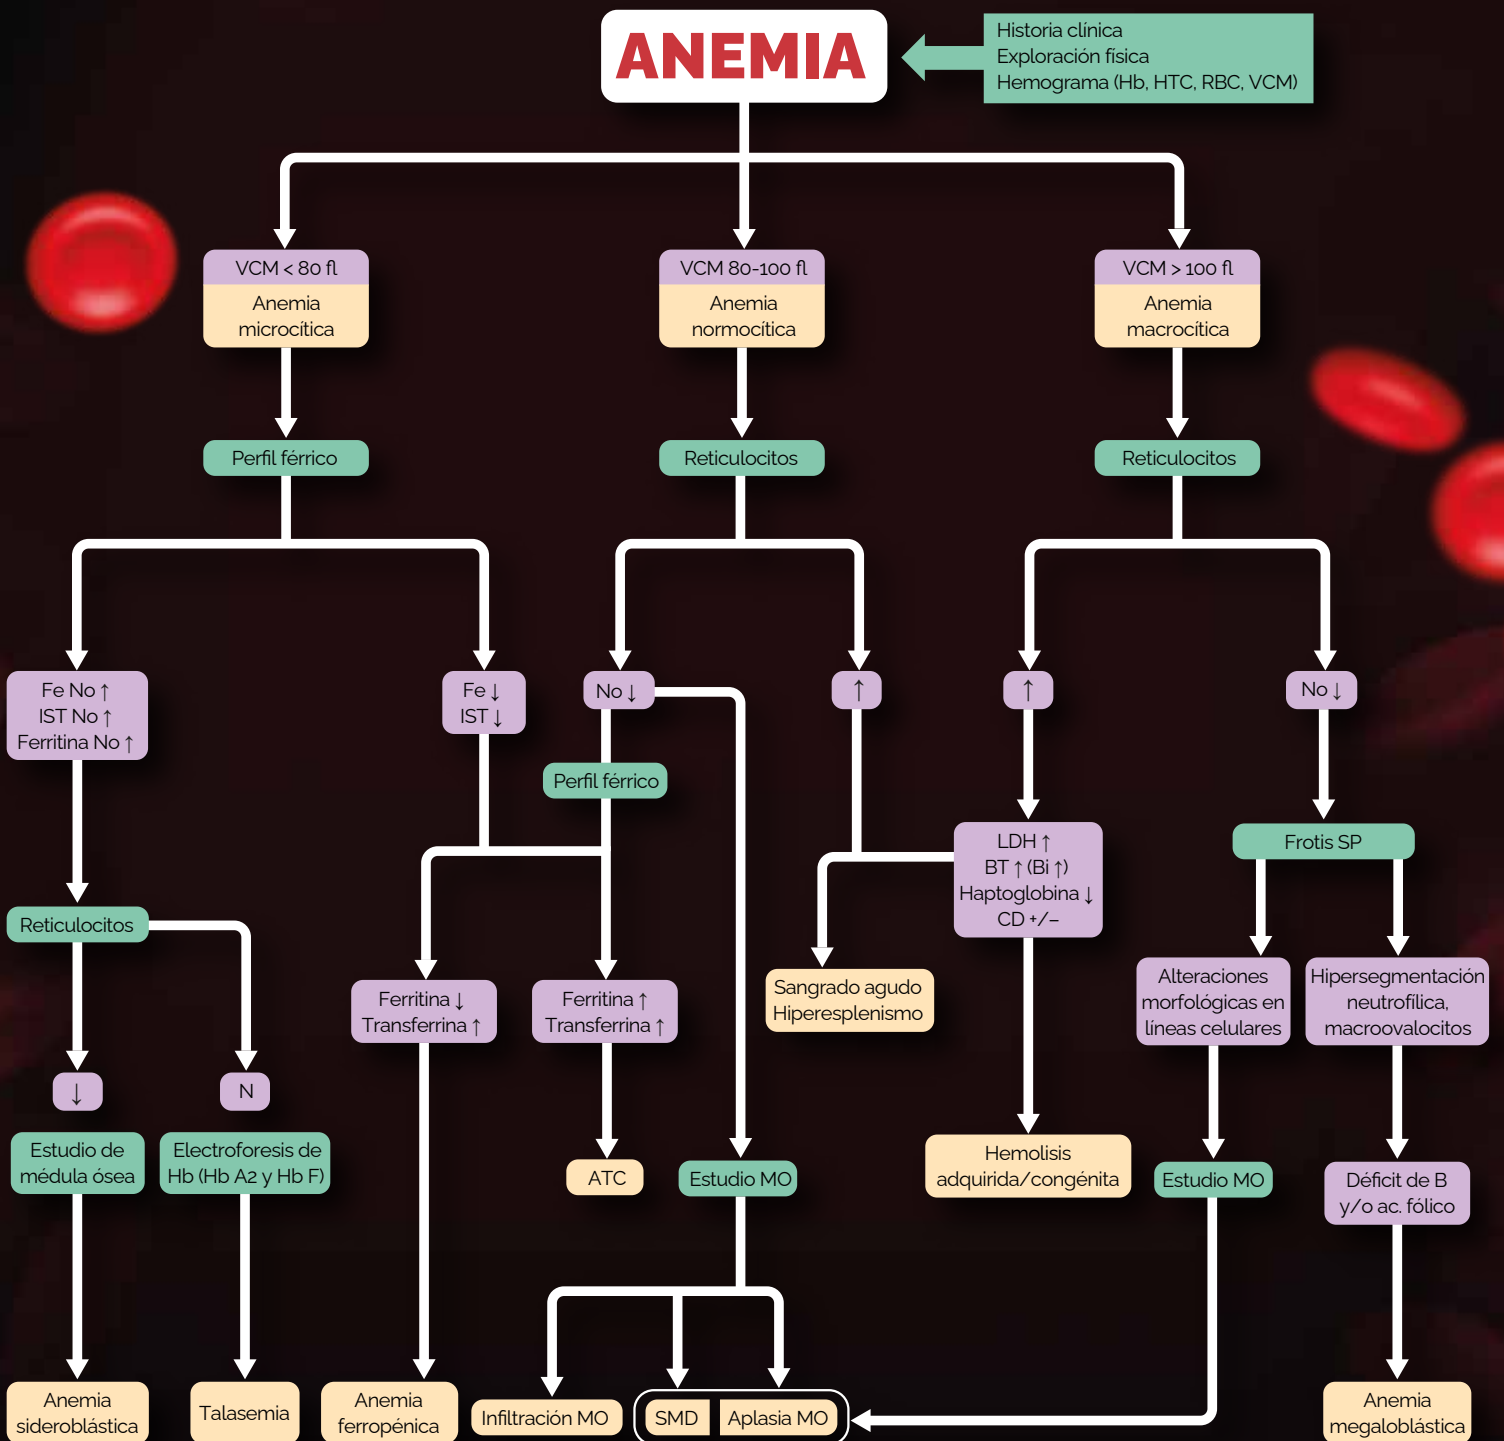 ANEMIA
Historia clínica
Exploración física
Hemograma (Hb, HTC, RBC, VCM)
VCM < 80 fl
Anemia
microcítica
VCM 80-100 fl
Anemia
normocítica
VCM > 100 fl
Anemia
macrocítica
Perfil férrico
Reticulocitos
Reticulocitos
Fe No ↑
IST No ↑
Ferritina No ↑
Fe ↓
IST ↓
No ↓
↑
↑
No ↓
Perfil férrico
LDH ↑
BT ↑ (Bi ↑)
Haptoglobina ↓
CD +/–
Frotis SP
Reticulocitos
Ferritina ↓
Transferrina ↑
Ferritina ↑
Transferrina ↑
Sangrado agudo
Hiperesplenismo
Alteraciones
morfológicas en
líneas celulares
Hipersegmentación
neutrofílica,
macroovalocitos
↓
N
Estudio de
médula ósea
Electroforesis de
Hb (Hb A2 y Hb F)
ATC
Estudio MO
Hemolisis
adquirida/congénita
Estudio MO
Déficit de B
y/o ac. fólico
Anemia
sideroblástica
Talasemia
Anemia
ferropénica
Infiltración MO
SMD
Aplasia MO
Anemia
megaloblástica